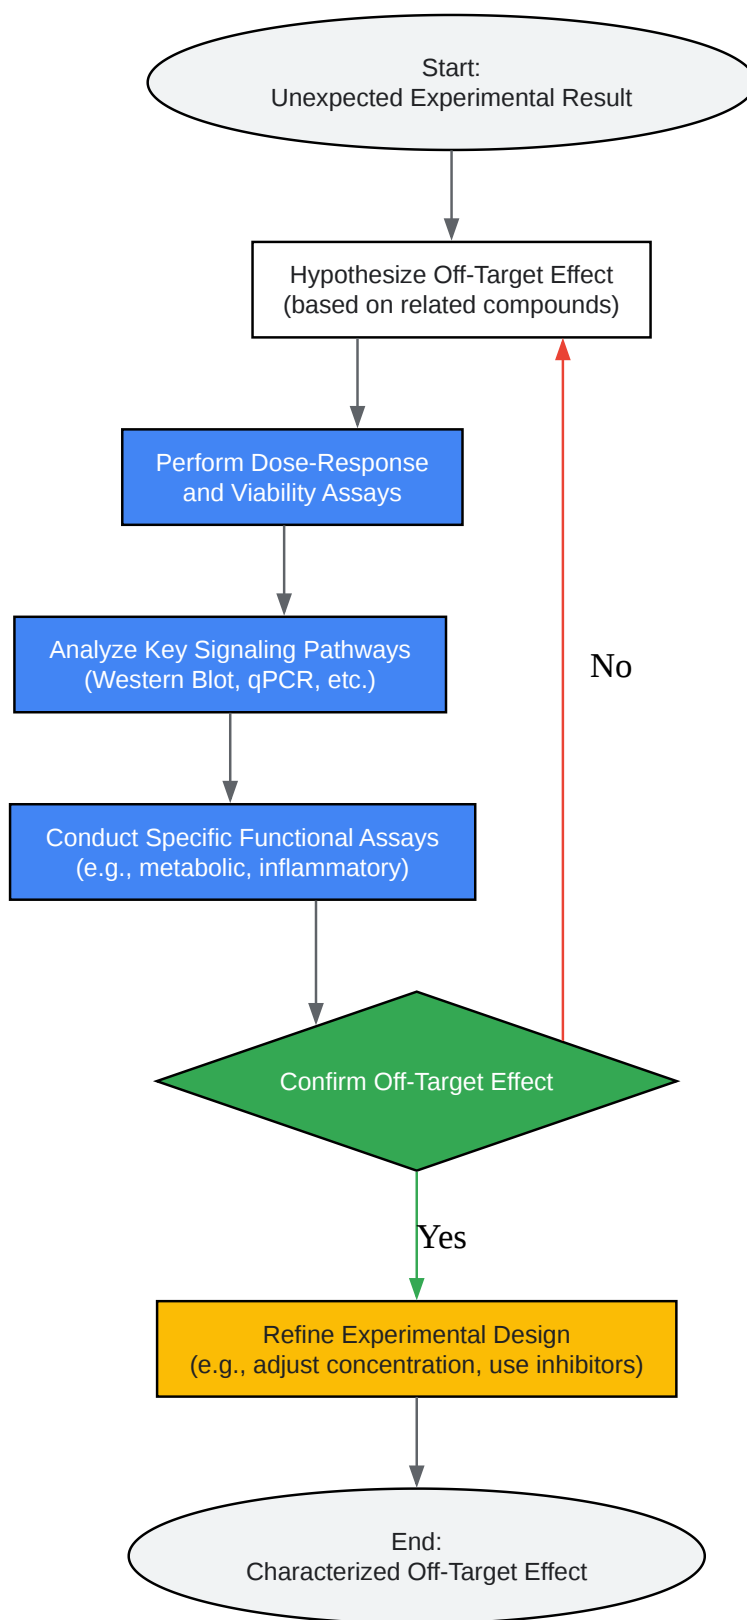 Start:
Unexpected Experimental Result
Hypothesize Off-Target Effect
(based on related compounds)
Perform Dose-Response
and Viability Assays
Analyze Key Signaling Pathways
(Western Blot, qPCR, etc.)
No
Conduct Specific Functional Assays
(e.g., metabolic, inflammatory)
Confirm Off-Target Effect
Yes
Refine Experimental Design
(e.g., adjust concentration, use inhibitors)
End:
Characterized Off-Target Effect